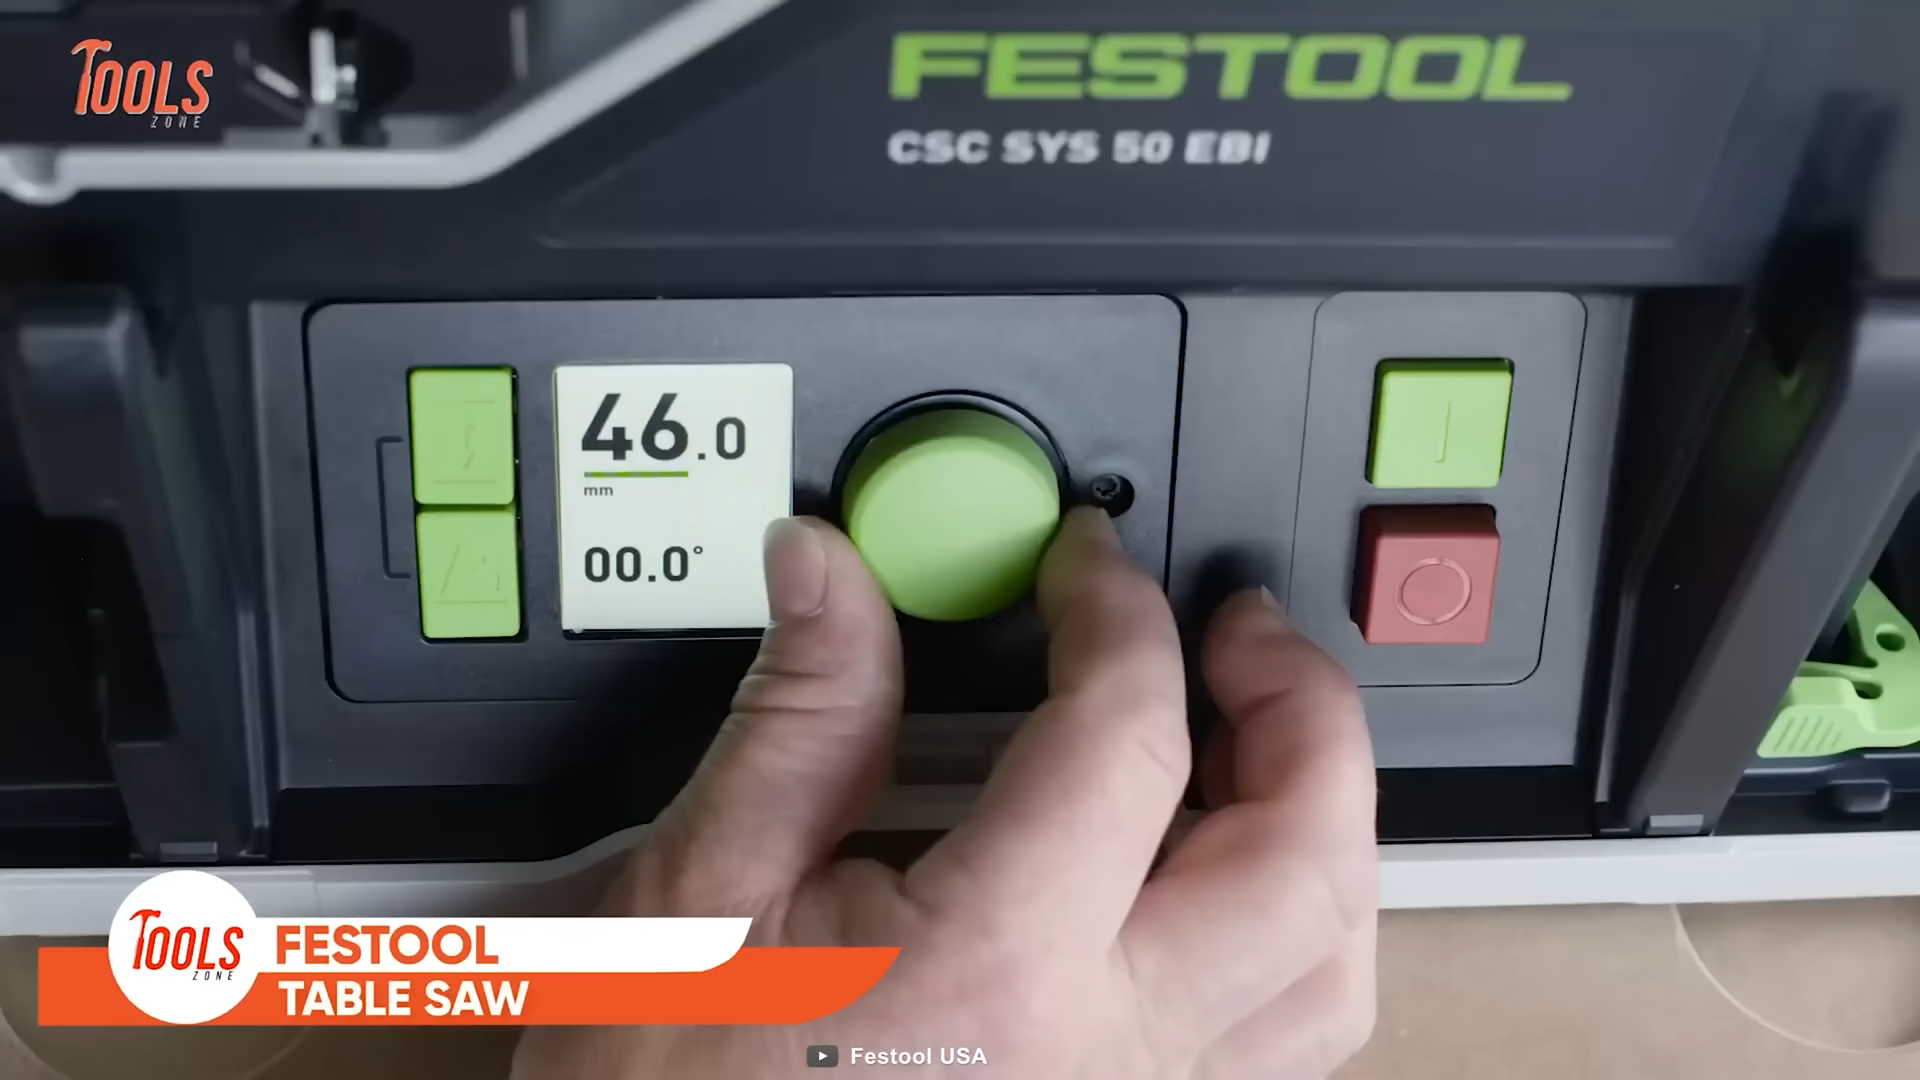 TOOLS
ZONE
FESTOOL
CSC SYS 50 EBI
46.0
mm
00.0°
TOOLS
ZONE
FESTOOL
TABLE SAW
Festool USA